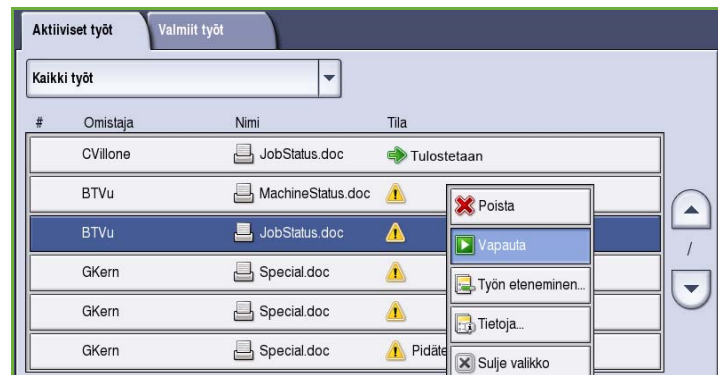 Aktiiviset työt Valmiit työt
Kaikki työt
# Omistaja Nimi Tila
CVillone JobStatus.doc Tulostetaan
BTVu MachineStatus.doc
Poista
BTVu JobStatus.doc
Vapauta
/
GKern Special.doc
Työn eteneminen...
GKern Special.doc
Tietoja...
GKern Special.doc Pidäte
Sulje valikko